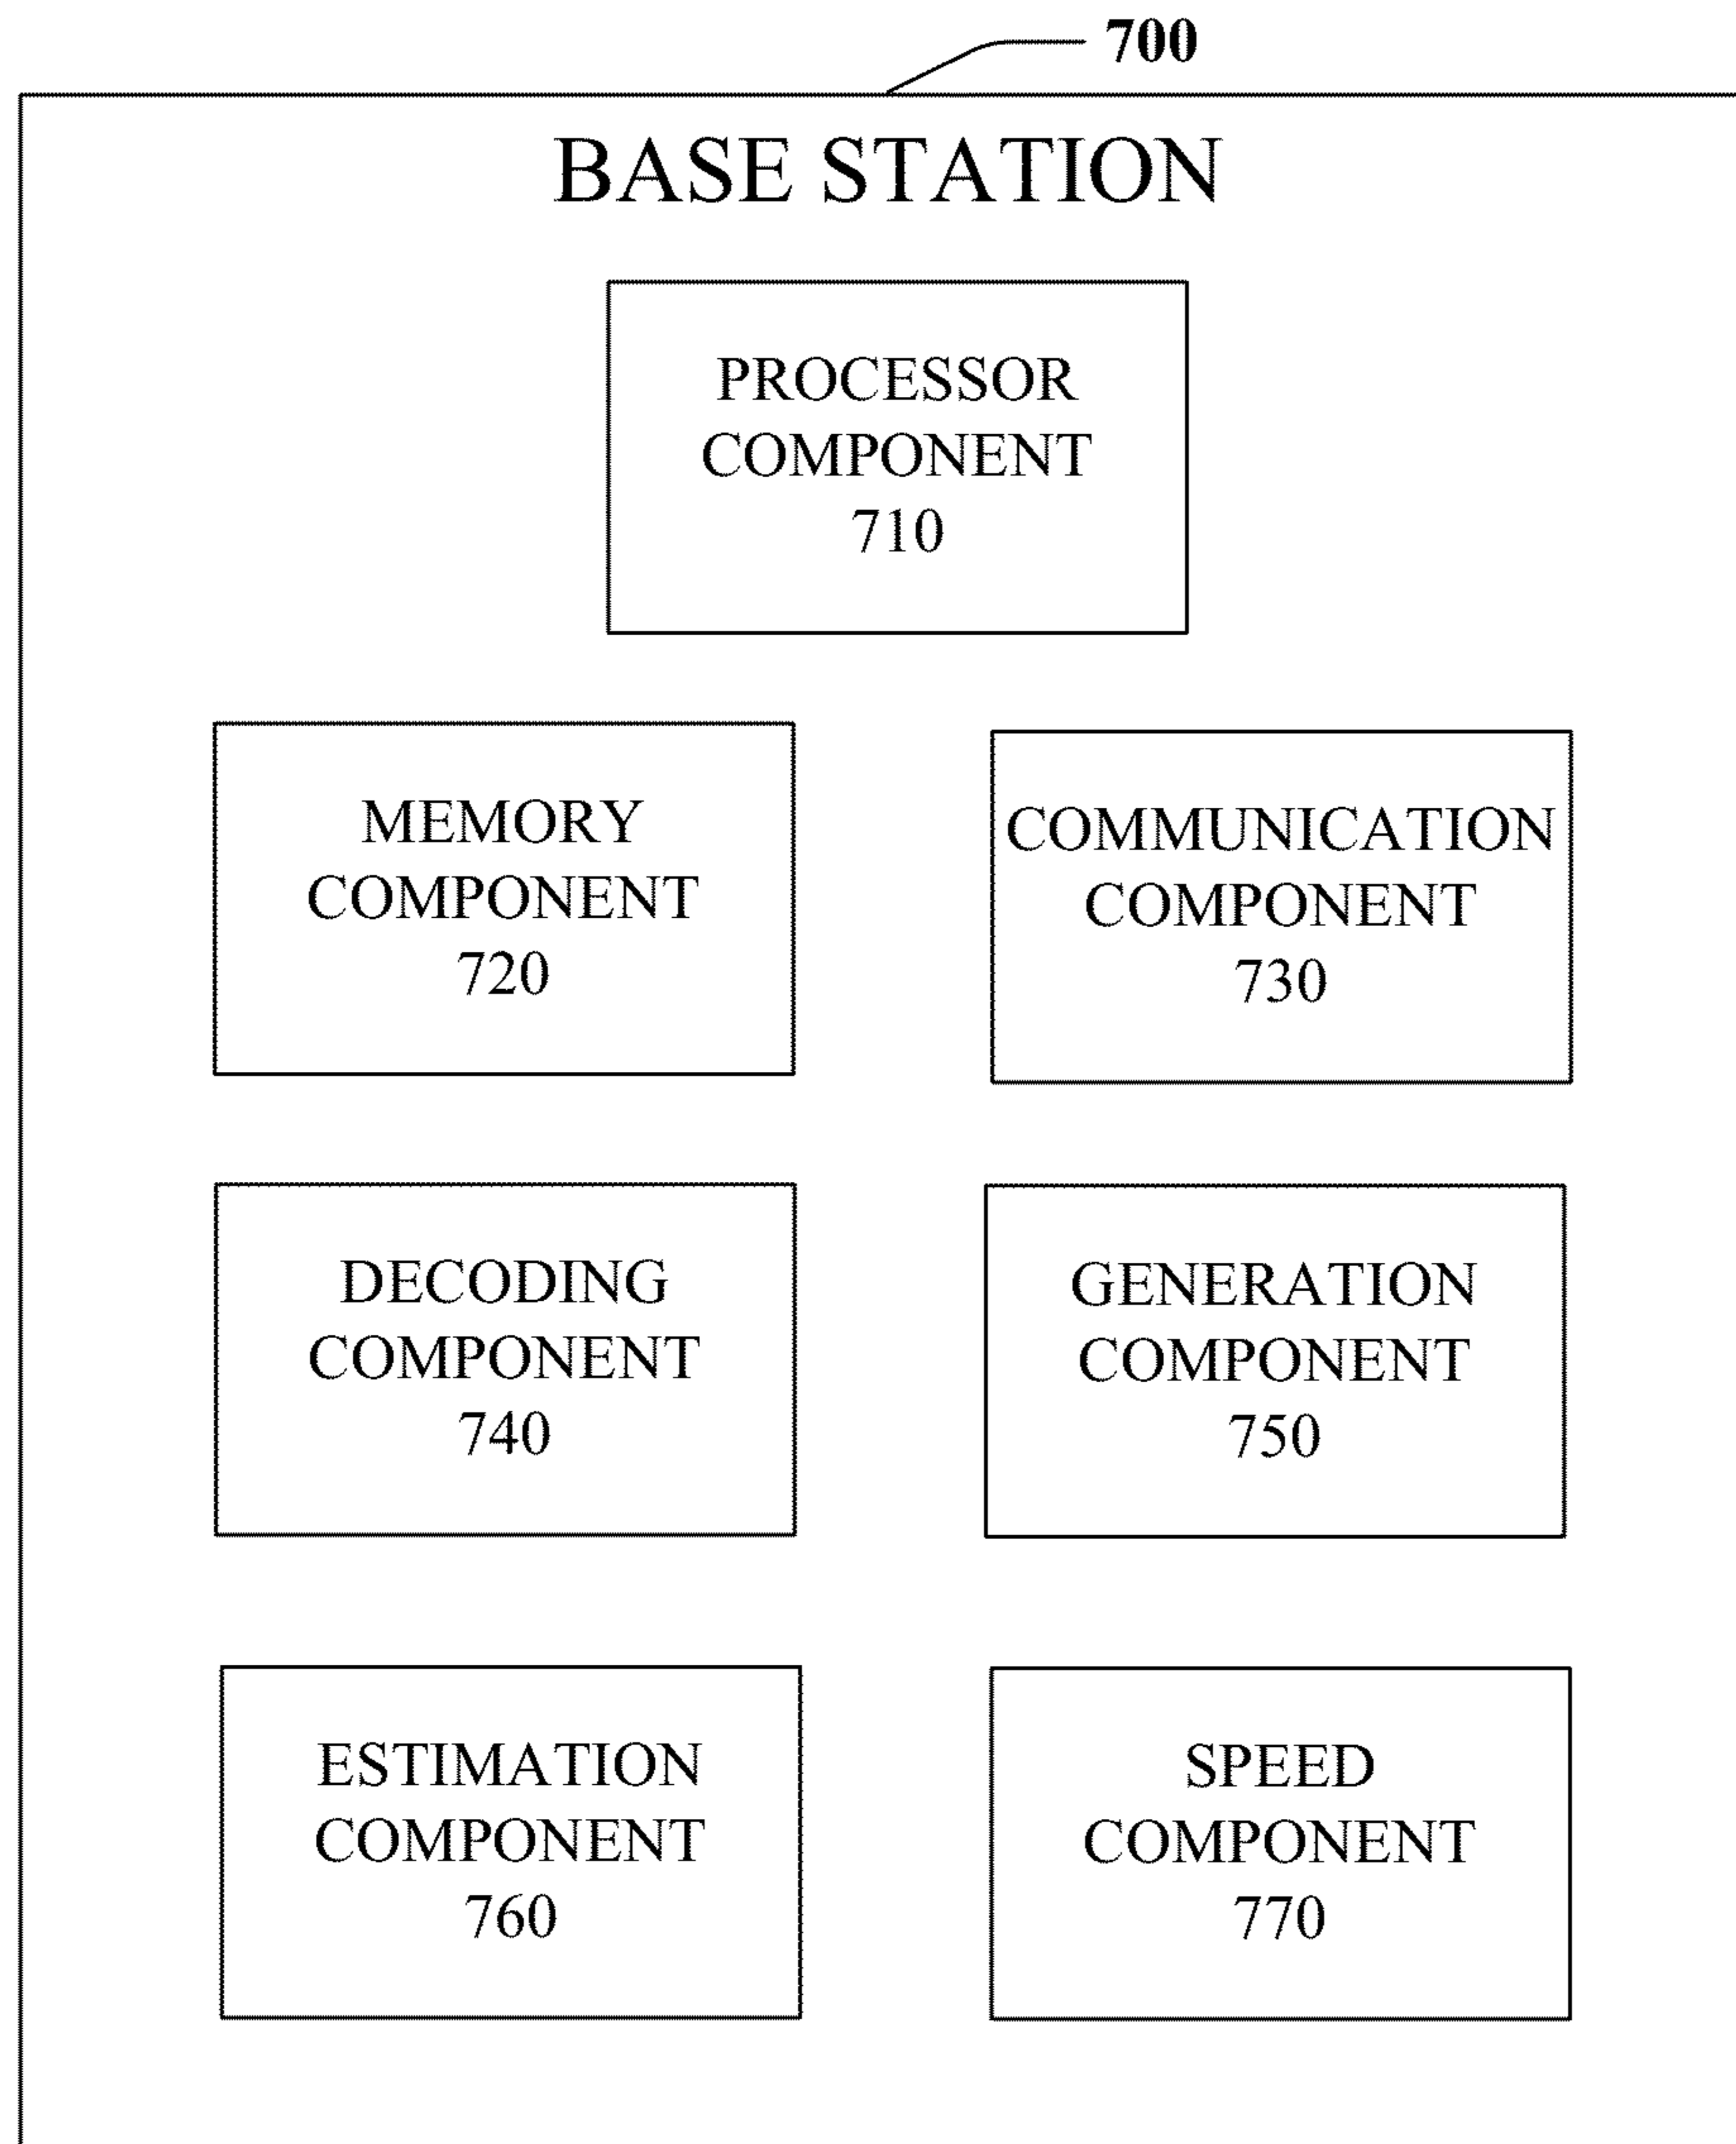 700
BASE STATION
PROCESSOR
COMPONENT
710
MEMORY
COMPONENT
720
COMMUNICATION
COMPONENT
730
DECODING
COMPONENT
740
GENERATION
COMPONENT
750
ESTIMATION
COMPONENT
760
SPEED
COMPONENT
770